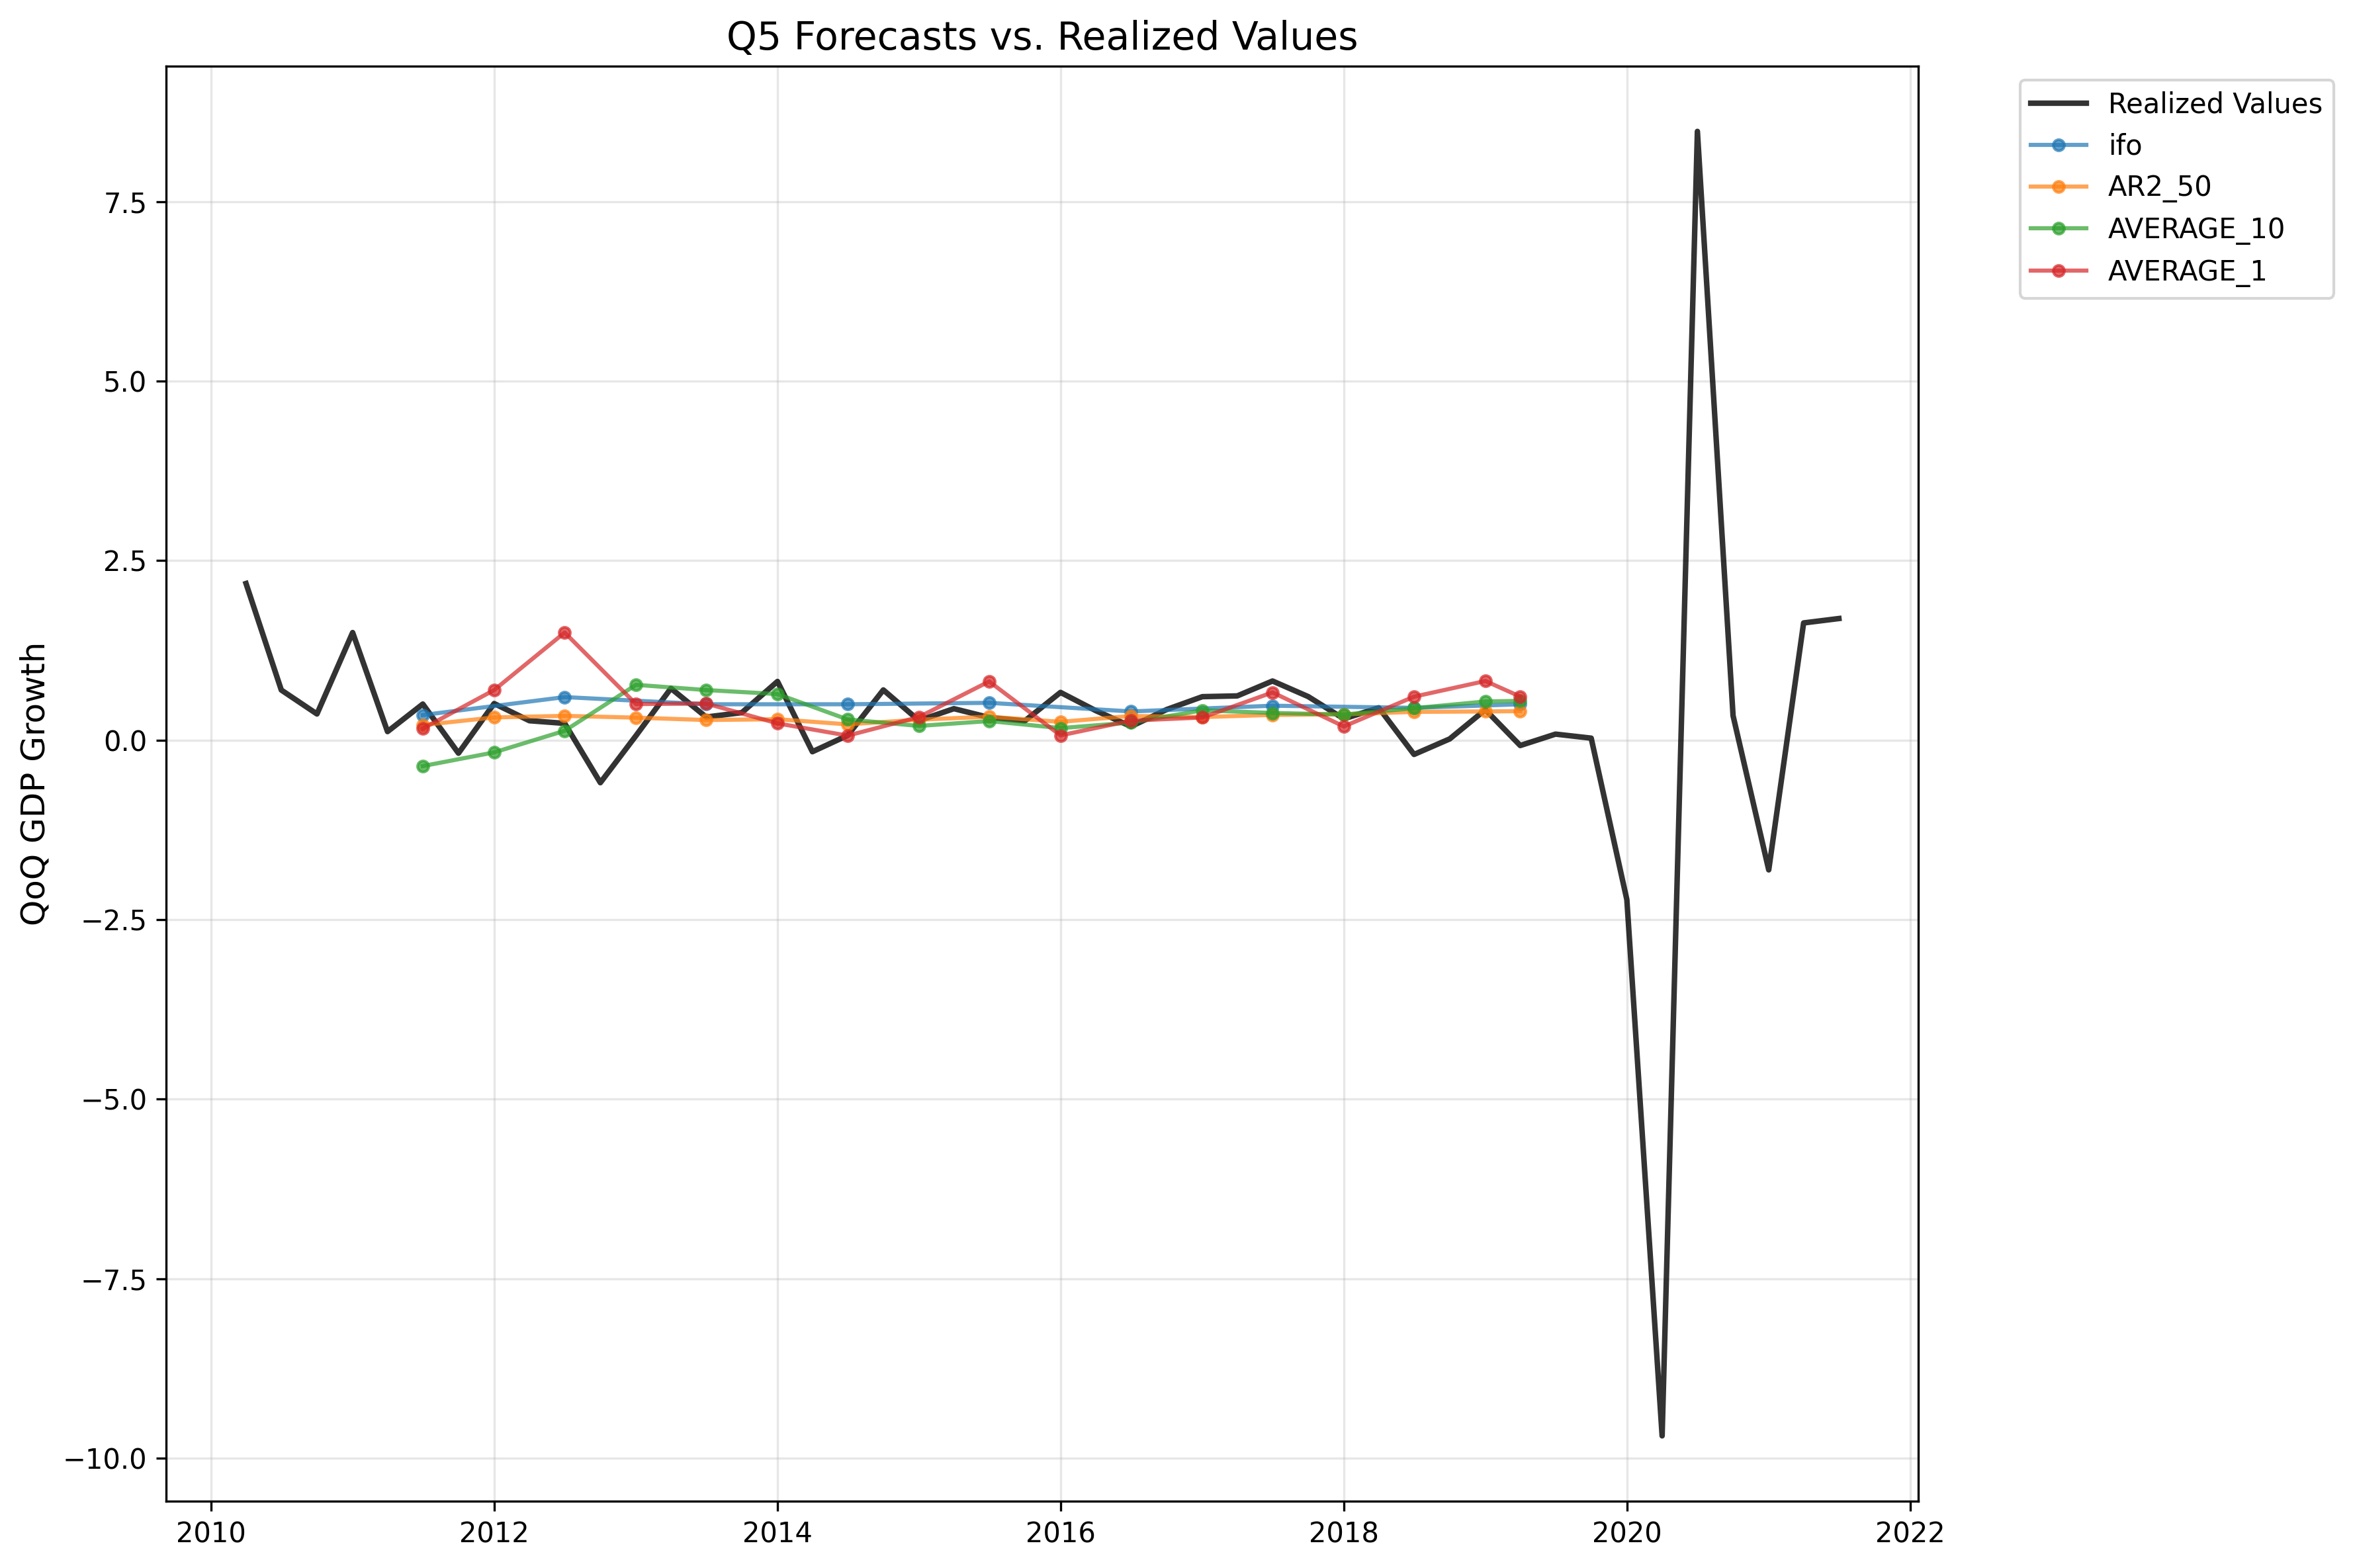 Q5 Forecasts vs. Realized Values
Realized Values
ifo
AR2_50
AVERAGE_10
AVERAGE_1
QoQ GDP Growth
7.5
5.0
2.5
0.0
−2.5
−5.0
−7.5
−10.0
2010 2012 2014 2016 2018 2020 2022